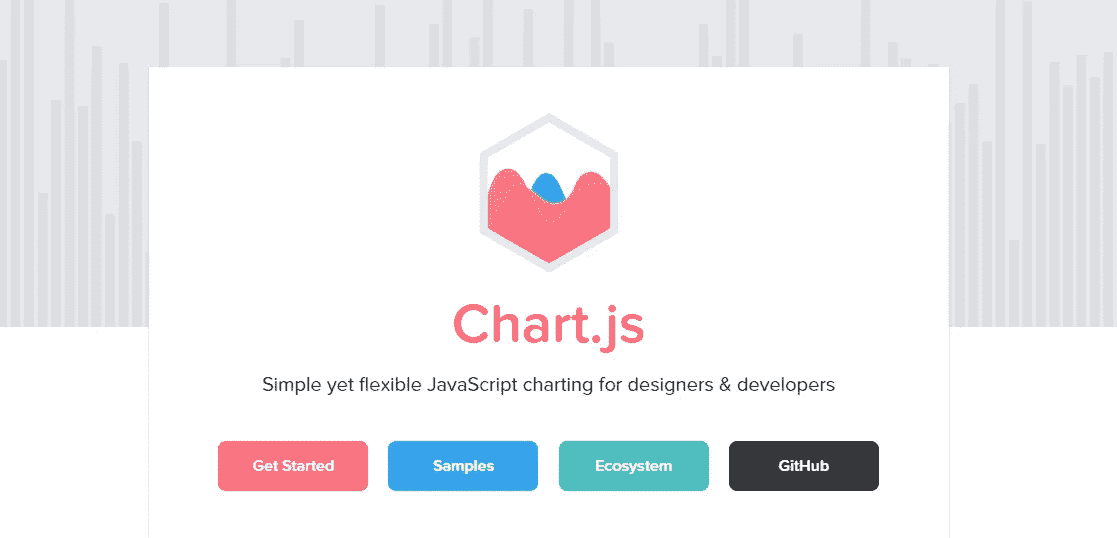 Chart.js
Simple yet flexible JavaScript charting for designers & developers
Get Started Samples Ecosystem GitHub